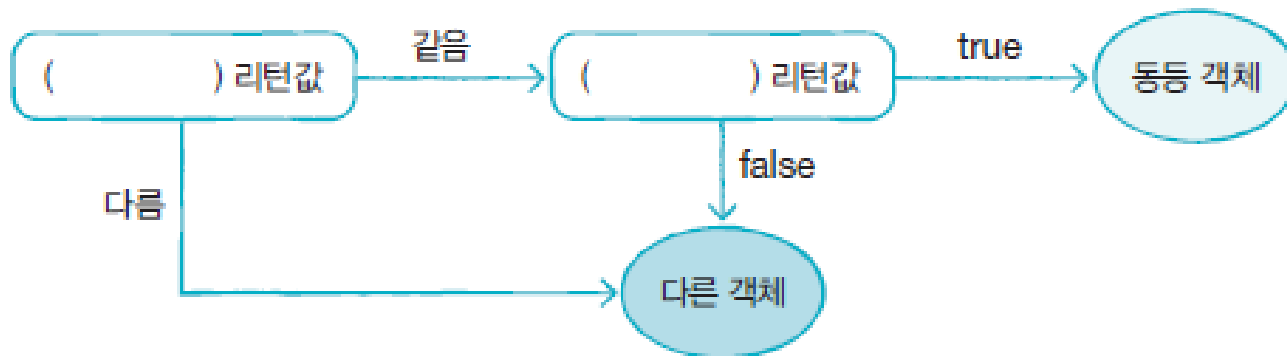 ( ) 리턴값
같음
( ) 리턴값
true
동등 객체
다름
false
다른 객체